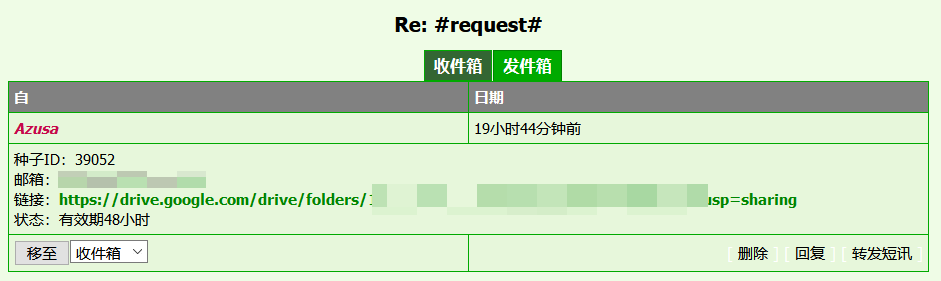 Re: #request#
收件箱 发件箱
自 日期
Azusa 19小时44分钟前
种子ID：39052
邮箱：
链接：https://drive.google.com/drive/folders/ usp=sharing
状态：有效期48小时
移至 收件箱 [ 删除 ] [ 回复 ] [ 转发短讯 ]